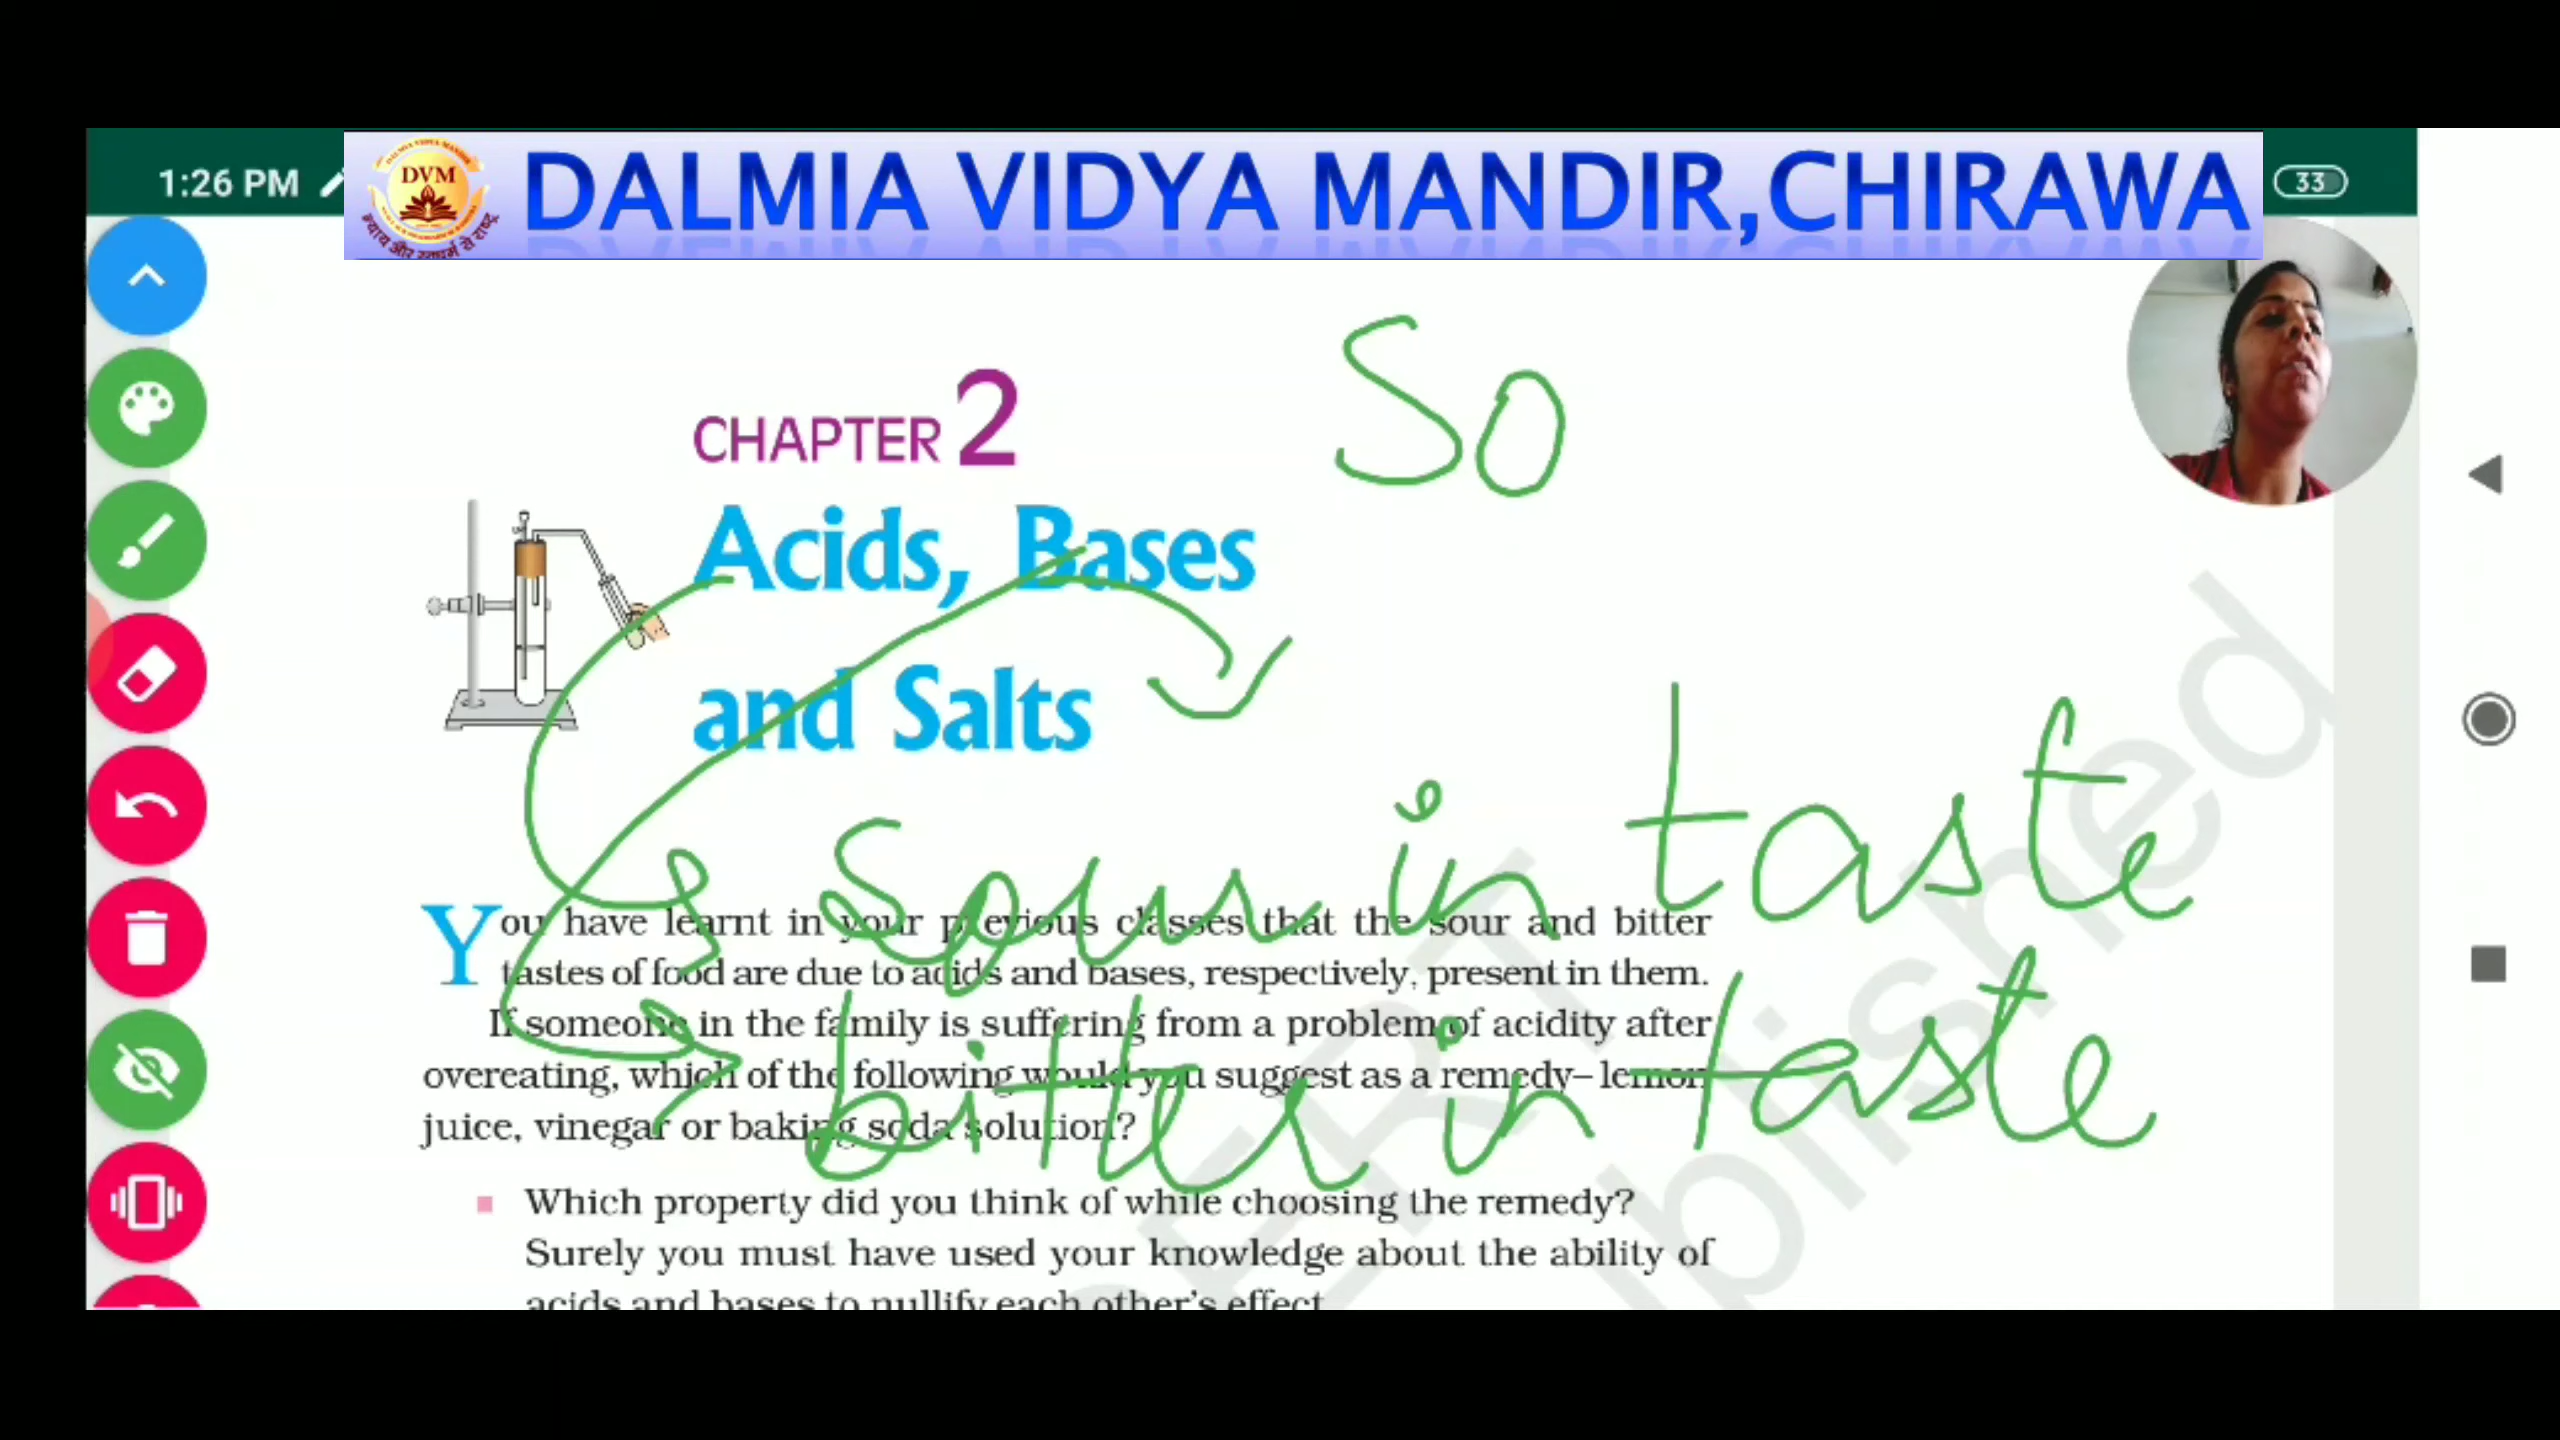 1:26 PM
DVM
DALMIA VIDYA MANDIR,CHIRAWA
33
So
CHAPTER 2
Acids, Bases
and Salts
sour in taste
bitter in taste
You have learnt in your previous classes that the sour and bitter
tastes of food are due to acids and bases, respectively, present in them.
If someone in the family is suffering from a problem of acidity after
overeating, which of the following would you suggest as a remedy– lemon
juice, vinegar or baking soda solution?
Which property did you think of while choosing the remedy?
Surely you must have used your knowledge about the ability of
acids and bases to nullify each other's effect.